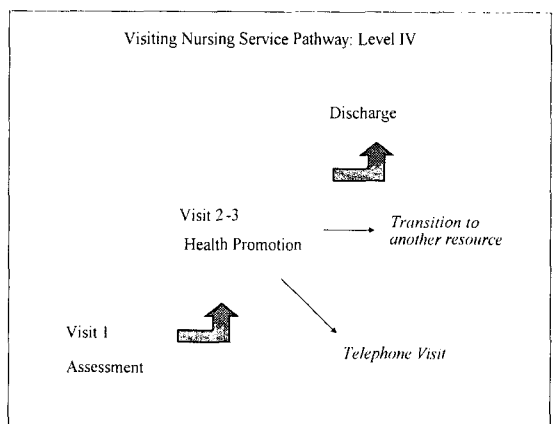 Visiting Nursing Service Pathway: Level IV
Discharge
Visit 2-3
Health Promotion
Transition to
another resource
Visit 1
Assessment
Telephone Visit